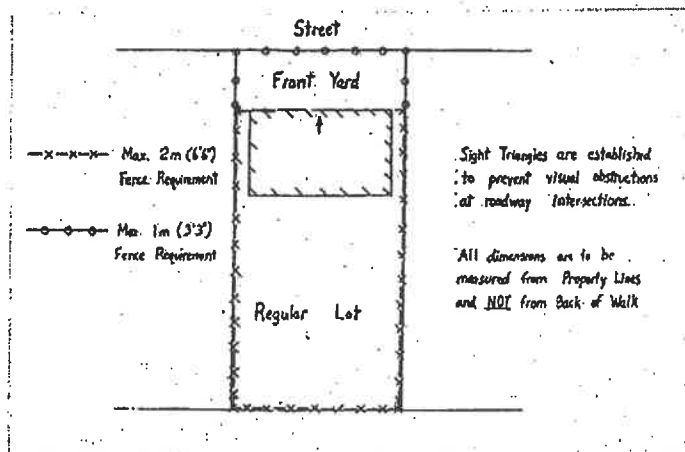 Street
Front Yard
Max. 2m (6'6")
Fence Requirement
Max. 1m (3'3")
Fence Requirement
Sight Triangles are established
to prevent visual obstructions
at roadway intersections.
All dimensions are to be
measured from Property Lines
and NOT from Back of Walk
Regular Lot